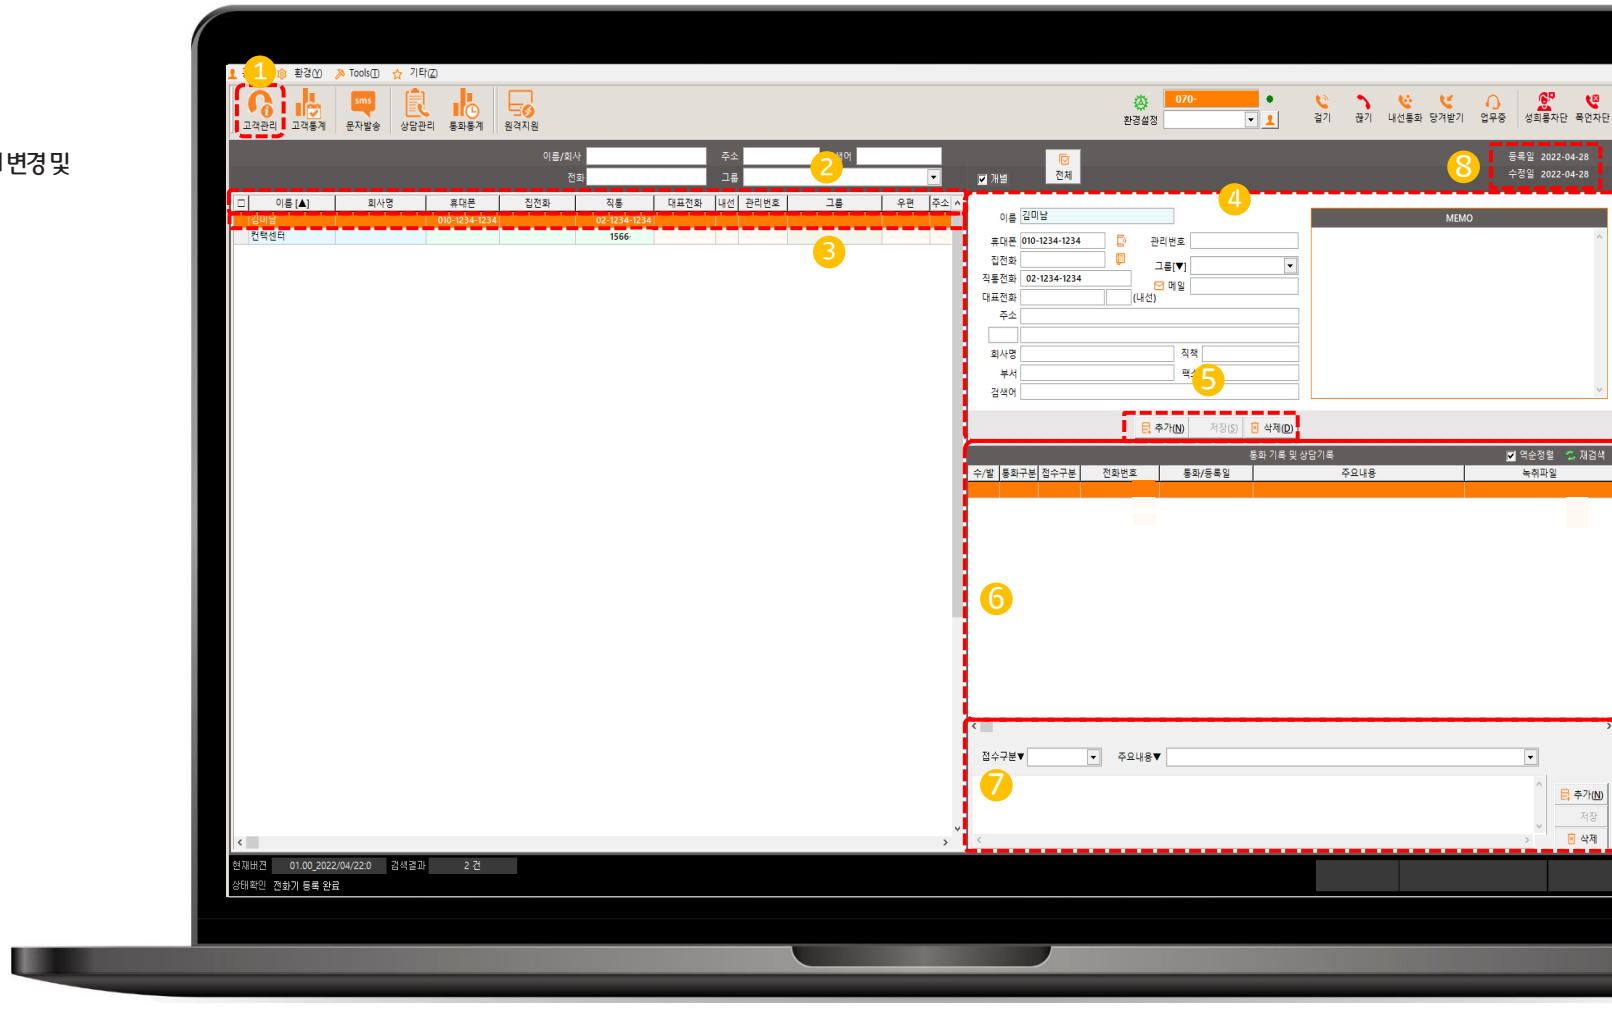 변경 및
1
환경(Y)
Tools(T)
기타(Z)
고객관리
고객통계
sms
문자발송
상담관리
통화통계
원격지원
환경설정
070-
걸기
끊기
내선통화
당겨받기
업무중
성희롱차단
폭언차단
이름/회사
주소
색어
2
전화
그룹
개별
전체
8
등록일 2022-04-28
수정일 2022-04-28
이름 [▲]
회사명
휴대폰
집전화
직통
대표전화
내선
관리번호
그룹
우편
주소
김미남
010-1234-1234
02-1234-1234
컨택센터
1566-
3
4
이름 김미남
휴대폰 010-1234-1234
관리번호
집전화
그룹[▼]
직통전화 02-1234-1234
메일
대표전화
(내선)
주소
회사명
직책
부서
팩스
5
검색어
MEMO
추가(N)
저장(S)
삭제(D)
통화 기록 및 상담기록
역순정렬
재검색
수/발
통화구분
접수구분
전화번호
통화/등록일
주요내용
녹취파일
6
접수구분▼
주요내용▼
7
추가(N)
저장
삭제
현재버전 01.00_2022/04/22:0 검색결과 2 건
상태확인 전화기 등록 완료